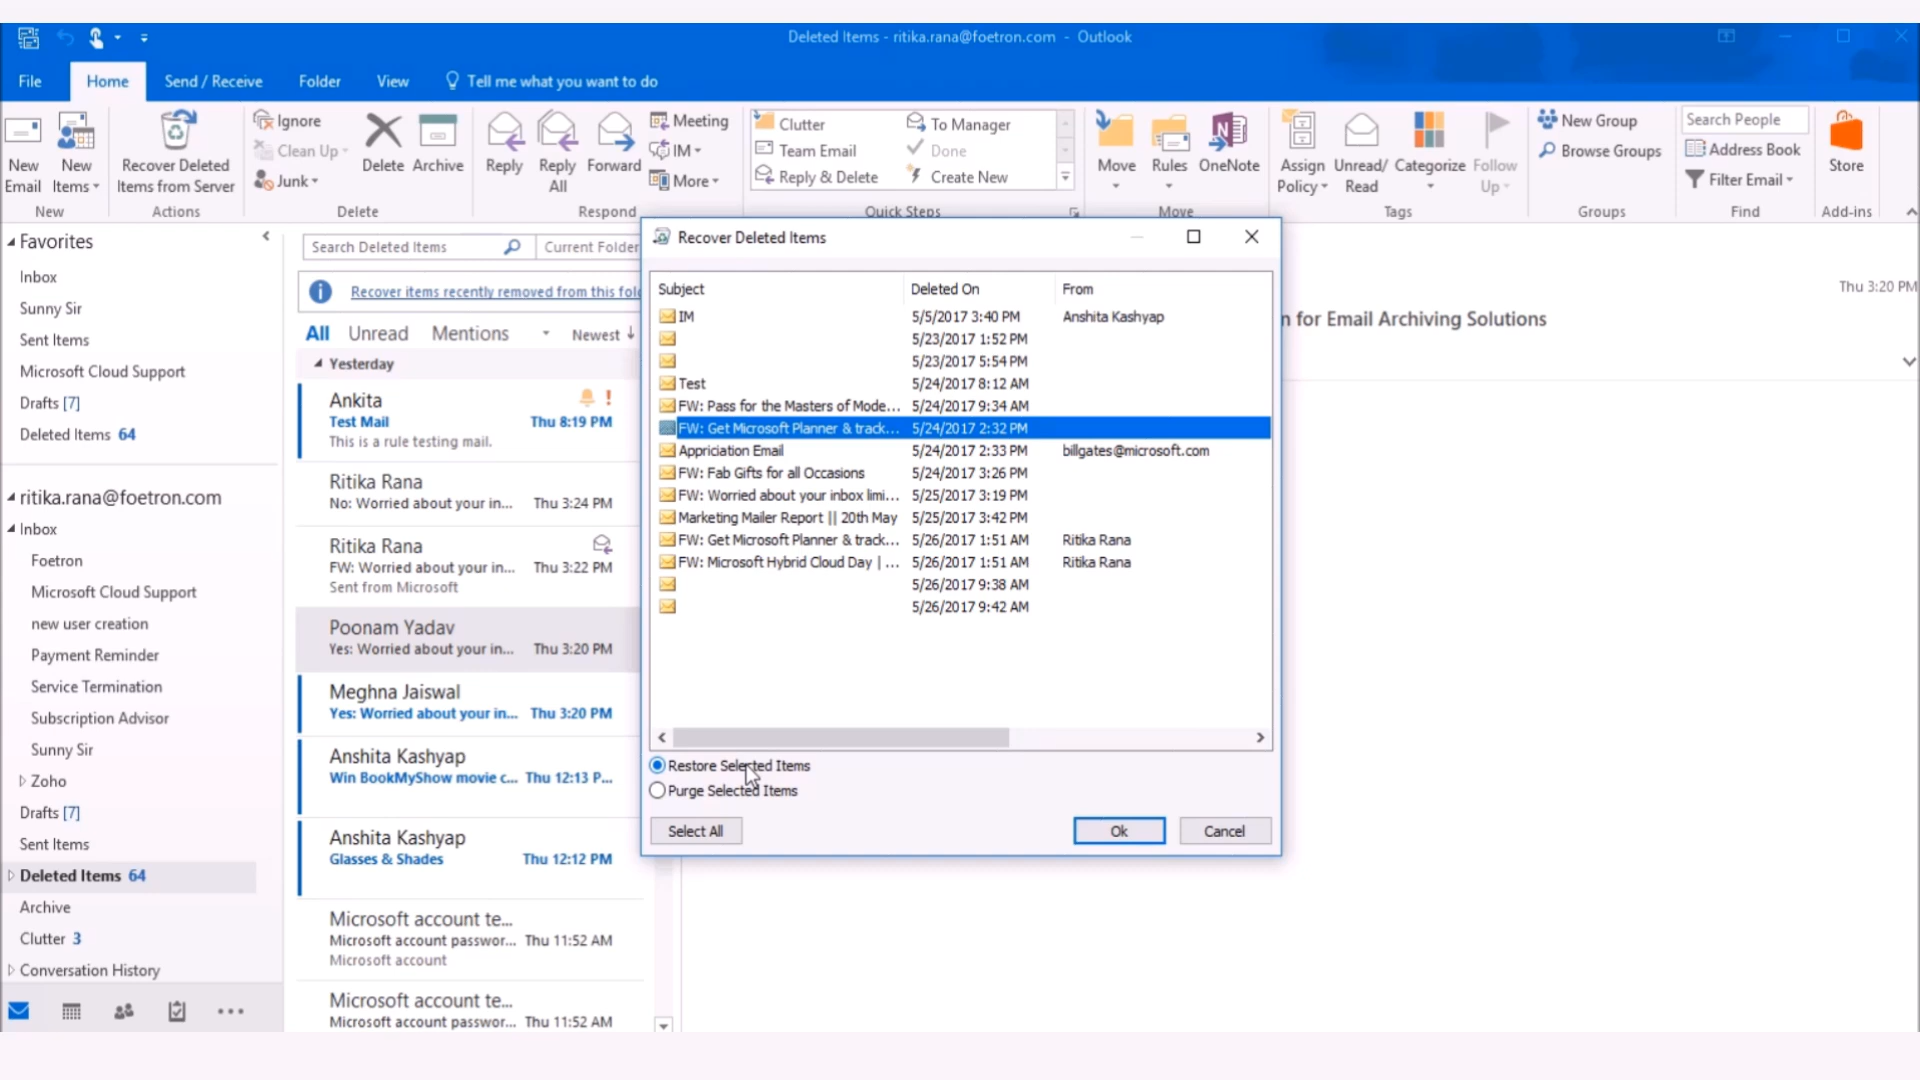 Deleted Items - ritika.rana@foetron.com - Outlook
File Home Send / Receive Folder View Tell me what you want to do
New Email
New Items
New
Recover Deleted Items from Server
Actions
Ignore
Clean Up
Junk
Delete
Archive
Delete
Reply
Reply All
Forward
Meeting
IM
More
Respond
Clutter
Team Email
Reply & Delete
To Manager
Done
Create New
Quick Steps
Move
Rules
OneNote
Move
Assign Policy
Unread/ Read
Categorize
Follow Up
Tags
New Group
Browse Groups
Groups
Search People
Address Book
Filter Email
Find
Store
Add-ins
Favorites
Inbox
Sunny Sir
Sent Items
Microsoft Cloud Support
Drafts [7]
Deleted Items 64
ritika.rana@foetron.com
Inbox
Foetron
Microsoft Cloud Support
new user creation
Payment Reminder
Service Termination
Subscription Advisor
Sunny Sir
Zoho
Drafts [7]
Sent Items
Deleted Items 64
Archive
Clutter 3
Conversation History
Search Deleted Items
Current Folder
Recover items recently removed from this fol
All Unread Mentions Newest
Yesterday
Ankita
Test Mail Thu 8:19 PM
This is a rule testing mail.
Ritika Rana
No: Worried about your in... Thu 3:24 PM
Ritika Rana
FW: Worried about your in... Thu 3:22 PM
Sent from Microsoft
Poonam Yadav
Yes: Worried about your in... Thu 3:20 PM
Meghna Jaiswal
Yes: Worried about your in... Thu 3:20 PM
Anshita Kashyap
Win BookMyShow movie c... Thu 12:13 P...
Anshita Kashyap
Glasses & Shades Thu 12:12 PM
Microsoft account te...
Microsoft account passwor... Thu 11:52 AM
Microsoft account
Microsoft account te...
Microsoft account passwor... Thu 11:52 AM
Recover Deleted Items
Subject Deleted On From
IM 5/5/2017 3:40 PM Anshita Kashyap
5/23/2017 1:52 PM
5/23/2017 5:54 PM
Test 5/24/2017 8:12 AM
FW: Pass for the Masters of Mode... 5/24/2017 9:34 AM
FW: Get Microsoft Planner & track... 5/24/2017 2:32 PM
Appriciation Email 5/24/2017 2:33 PM billgates@microsoft.com
FW: Fab Gifts for all Occasions 5/24/2017 3:26 PM
FW: Worried about your inbox limi... 5/25/2017 3:19 PM
Marketing Mailer Report || 20th May 5/25/2017 3:42 PM
FW: Get Microsoft Planner & track... 5/26/2017 1:51 AM Ritika Rana
FW: Microsoft Hybrid Cloud Day | ... 5/26/2017 1:51 AM Ritika Rana
5/26/2017 9:38 AM
5/26/2017 9:42 AM
Restore Selected Items
Purge Selected Items
Select All Ok Cancel
Thu 3:20 PM
n for Email Archiving Solutions